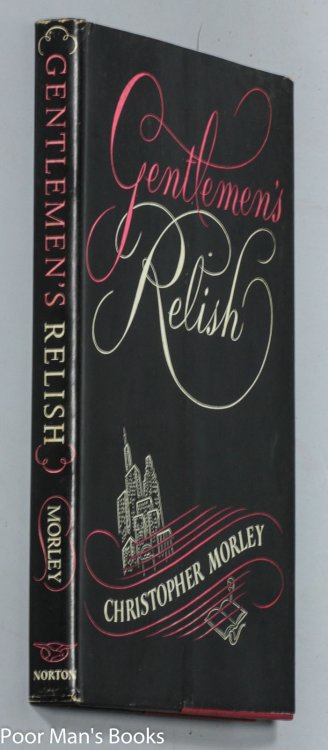 GENTLEMEN'S RELISH
MORLEY
NORTON
Gentlemen's
Relish
CHRISTOPHER MORLEY
Poor Man's Books